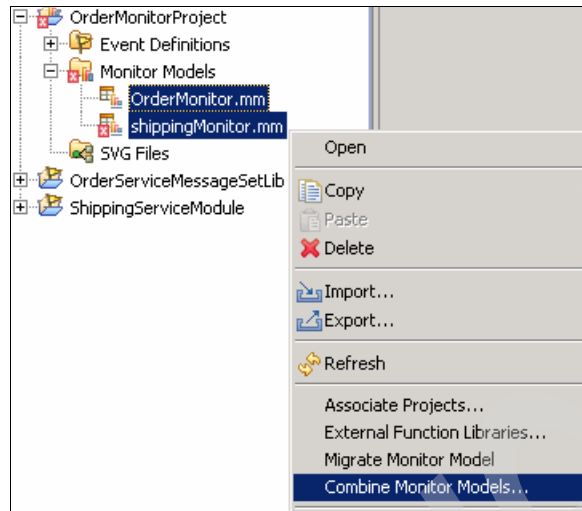 OrderMonitorProject
Event Definitions
Monitor Models
OrderMonitor.mm
shippingMonitor.mm
SVG Files
OrderServiceMessageSetLib
ShippingServiceModule
Open
Copy
Paste
Delete
Import...
Export...
Refresh
Associate Projects...
External Function Libraries...
Migrate Monitor Model
Combine Monitor Models...